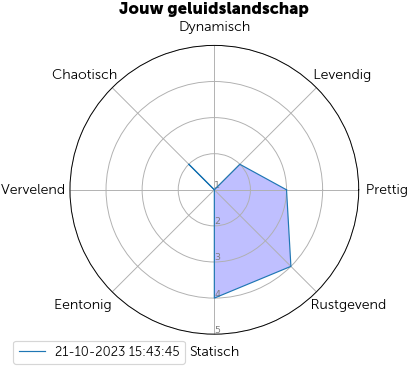 Jouw geluidslandschap
Dynamisch
Chaotisch
Levendig
Vervelend
1
Prettig
2
3
4
Eentonig
Rustgevend
5
21-10-2023 15:43:45
Statisch